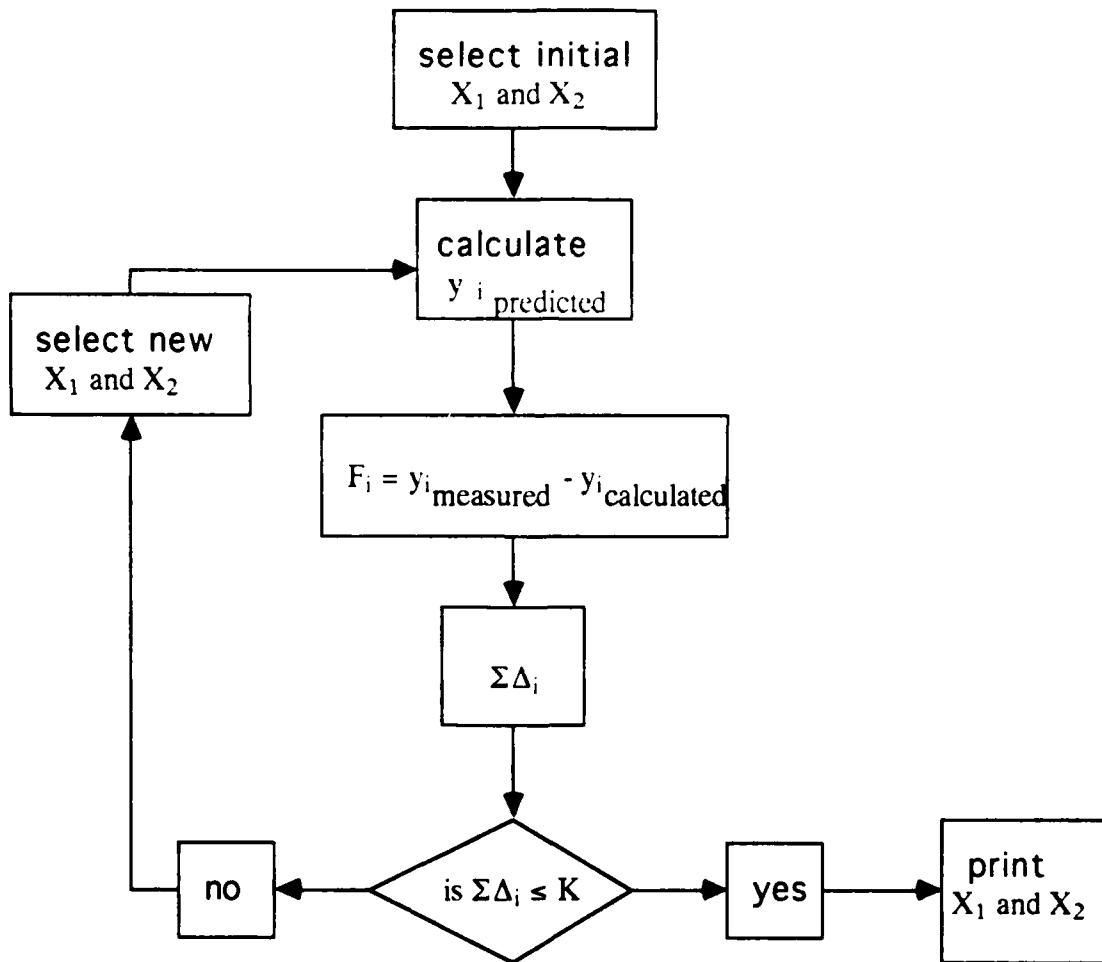 select initial
X₁ and X₂
calculate
y i predicted
select new
X₁ and X₂
Fᵢ = yᵢ measured - yᵢ calculated
ΣΔᵢ
no
is ΣΔᵢ ≤ K
yes
print
X₁ and X₂